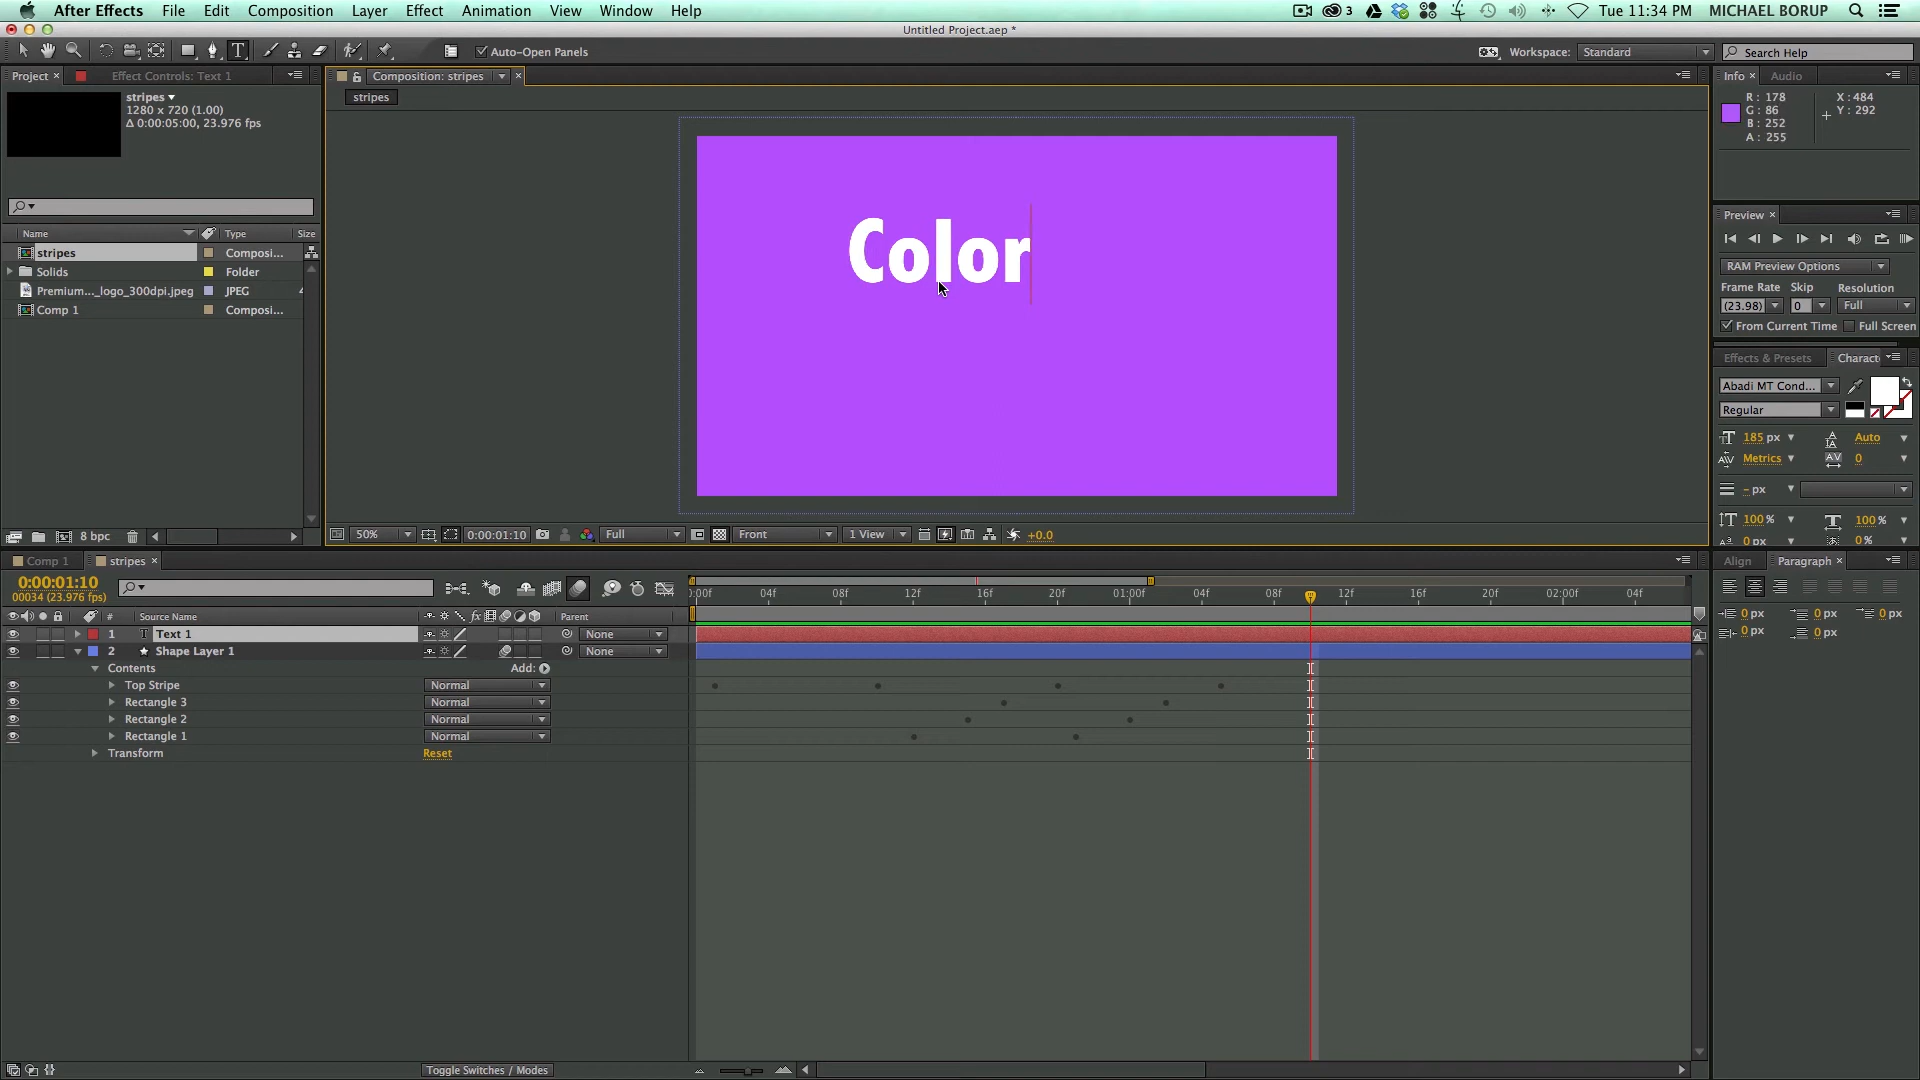 After Effects File Edit Composition Layer Effect Animation View Window Help 3 Tue 11:34 PM MICHAEL BORUP
Untitled Project.aep *
T Auto-Open Panels Workspace: Standard Search Help
Project × Effect Controls: Text 1
Composition: stripes ×
Info × Audio
stripes
stripes
1280 x 720 (1.00)
Δ 0:00:05:00, 23.976 fps
R : 178
G : 86
B : 252
A : 255
X : 484
Y : 292
Name Type Size
stripes Composi...
Solids Folder
Premium..._logo_300dpi.jpeg JPEG 4
Comp 1 Composi...
Color
Preview ×
RAM Preview Options
Frame Rate Skip Resolution
(23.98) 0 Full
From Current Time Full Screen
Effects & Presets Charact
Abadi MT Cond...
Regular
185 px Auto
Metrics 0
- px
100 % 100 %
0 px 0 %
8 bpc
50% 0:00:01:10 Full Front 1 View +0.0
Comp 1 stripes ×
Align Paragraph ×
0:00:01:10
00034 (23.976 fps)
:00f 04f 08f 12f 16f 20f 01:00f 04f 08f 12f 16f 20f 02:00f 04f
# Source Name fx Parent
1 T Text 1 None
2 Shape Layer 1 None
Contents Add:
Top Stripe Normal
Rectangle 3 Normal
Rectangle 2 Normal
Rectangle 1 Normal
Transform Reset
0 px 0 px 0 px
0 px 0 px
Toggle Switches / Modes